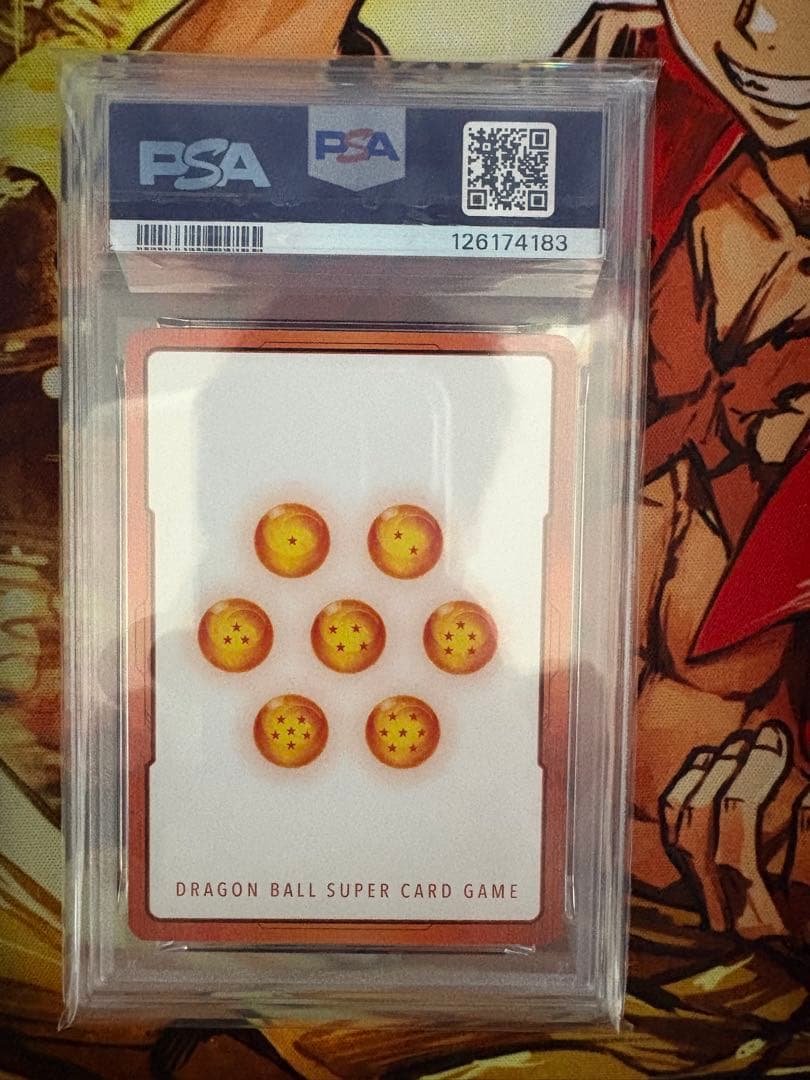 PSA
PSA
126174183
DRAGON BALL SUPER CARD GAME